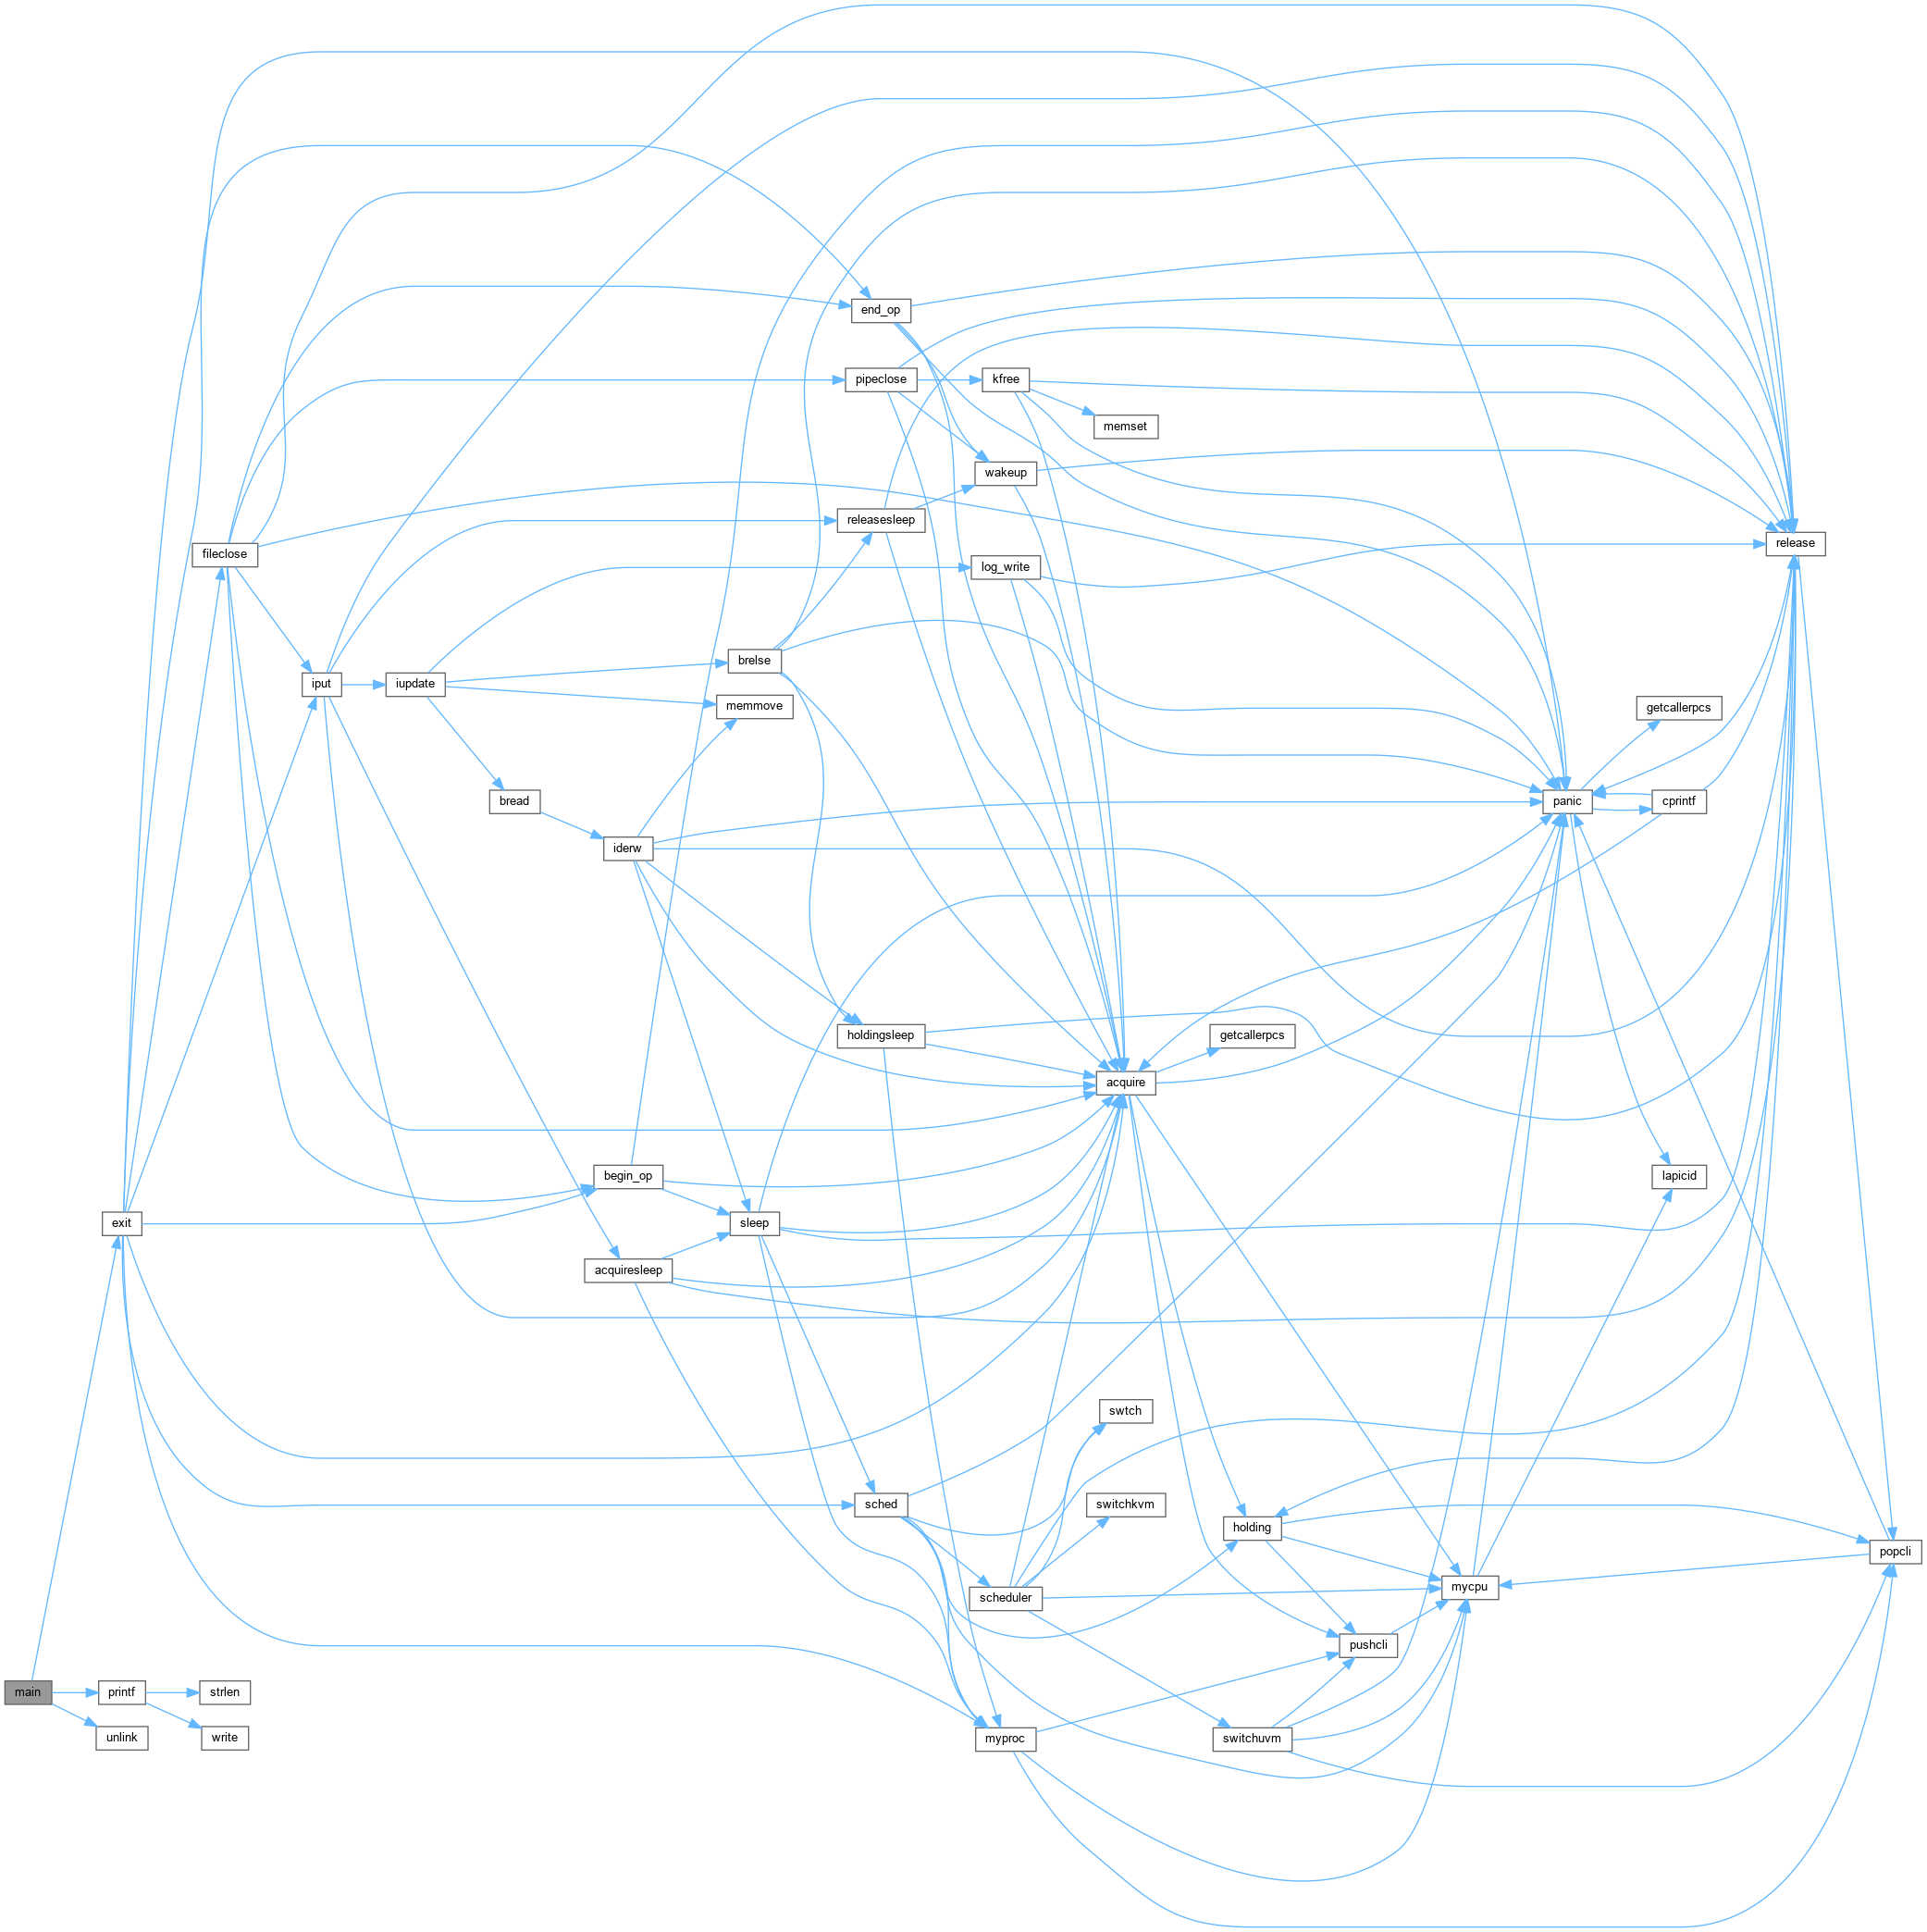 main
exit
printf
unlink
fileclose
strlen
write
iput
iupdate
bread
iderw
begin_op
acquiresleep
brelse
memmove
sleep
end_op
pipeclose
releasesleep
holdingsleep
sched
kfree
wakeup
log_write
scheduler
myproc
memset
acquire
swtch
switchkvm
getcallerpcs
holding
switchuvm
pushcli
mycpu
panic
getcallerpcs
cprintf
lapicid
release
popcli